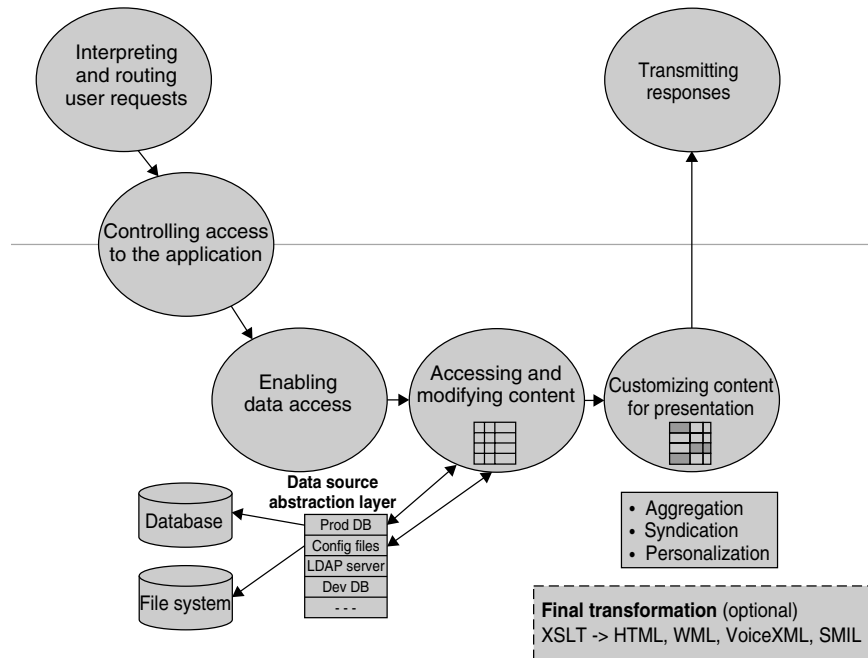 Interpreting
and routing
user requests
Transmitting
responses
Controlling access
to the application
Enabling
data access
Accessing and
modifying content
Customizing content
for presentation
Data source
abstraction layer
Prod DB
Config files
LDAP server
Dev DB
- - -
Database
File system
• Aggregation
• Syndication
• Personalization
Final transformation (optional)
XSLT -> HTML, WML, VoiceXML, SMIL